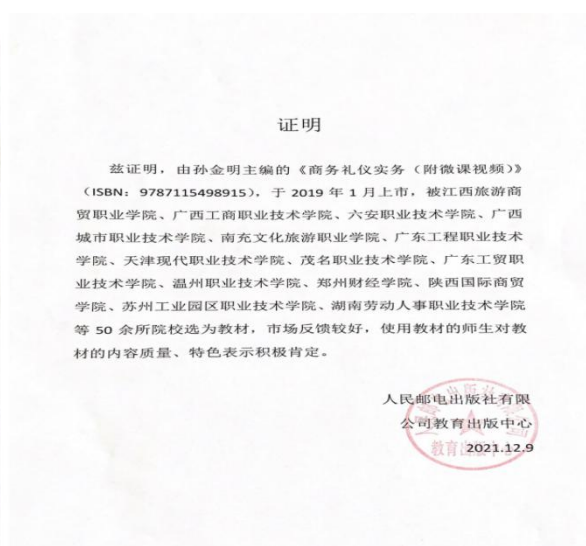 证明
兹证明，由孙金明主编的《商务礼仪实务（附微课视频）》
（ISBN：9787115498915），于 2019 年 1 月上市，被江西旅游商
贸职业学院、广西工商职业技术学院、六安职业技术学院、广西
城市职业技术学院、南充文化旅游职业学院、广东工程职业技术
学院、天津现代职业技术学院、茂名职业技术学院、广东工贸职
业技术学院、温州职业技术学院、郑州财经学院、陕西国际商贸
学院、苏州工业园区职业技术学院、湖南劳动人事职业技术学院
等 50 余所院校选为教材，市场反馈较好，使用教材的师生对教
材的内容质量、特色表示积极肯定。
人民邮电出版社有限
公司教育出版中心
教育出版中心
2021.12.9